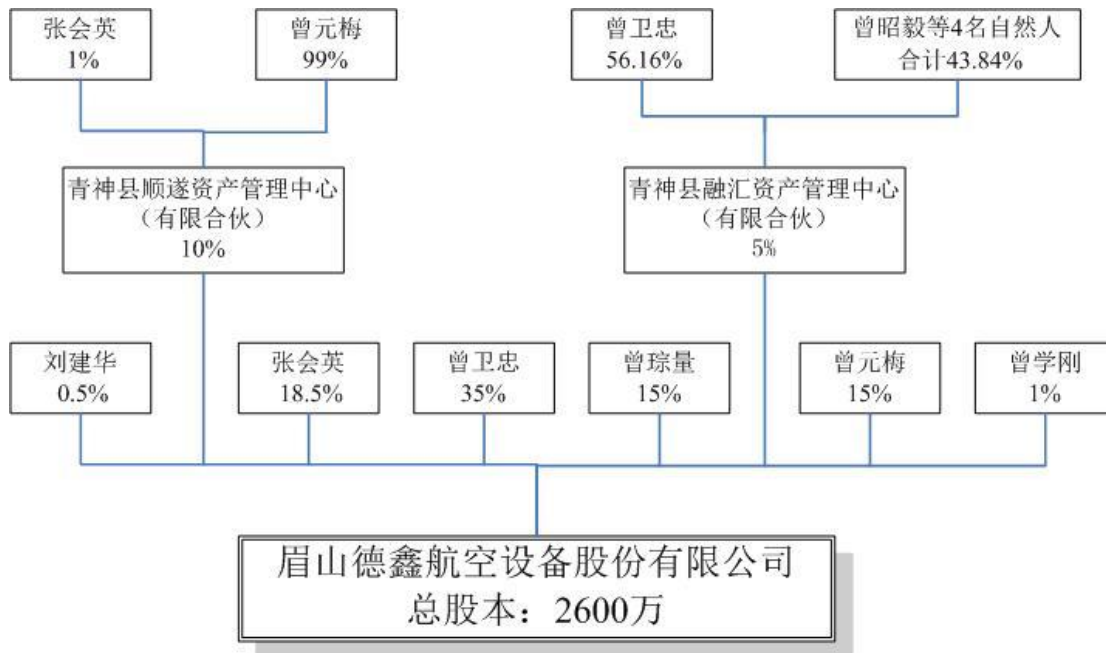 张会英
1%
曾元梅
99%
曾卫忠
56.16%
曾昭毅等4名自然人
合计43.84%
青神县顺遂资产管理中心
（有限合伙）
10%
青神县融汇资产管理中心
（有限合伙）
5%
刘建华
0.5%
张会英
18.5%
曾卫忠
35%
曾琮量
15%
曾元梅
15%
曾学刚
1%
眉山德鑫航空设备股份有限公司
总股本：2600万